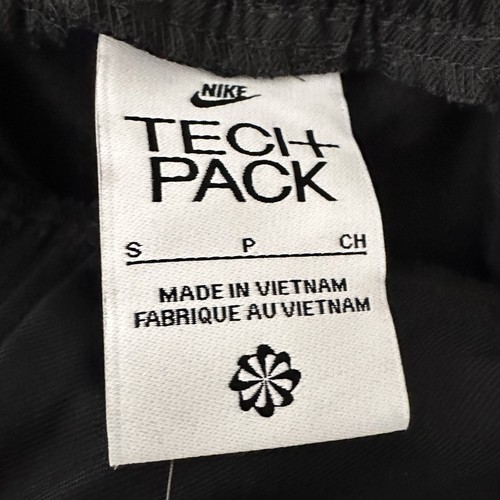 NIKE
TECH
PACK
S P CH
MADE IN VIETNAM
FABRIQUE AU VIETNAM